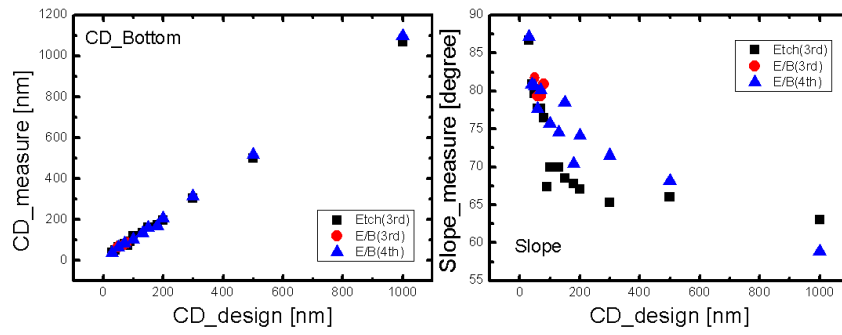 CD_Bottom
CD_measure [nm]
1200
1000
800
600
400
200
0
Etch(3rd)
E/B(3rd)
E/B(4th)
0 200 400 600 800 1000
CD_design [nm]
Slope_measure [degree]
90
85
80
75
70
65
60
55
Etch(3rd)
E/B(3rd)
E/B(4th)
Slope
0 200 400 600 800 1000
CD_design [nm]